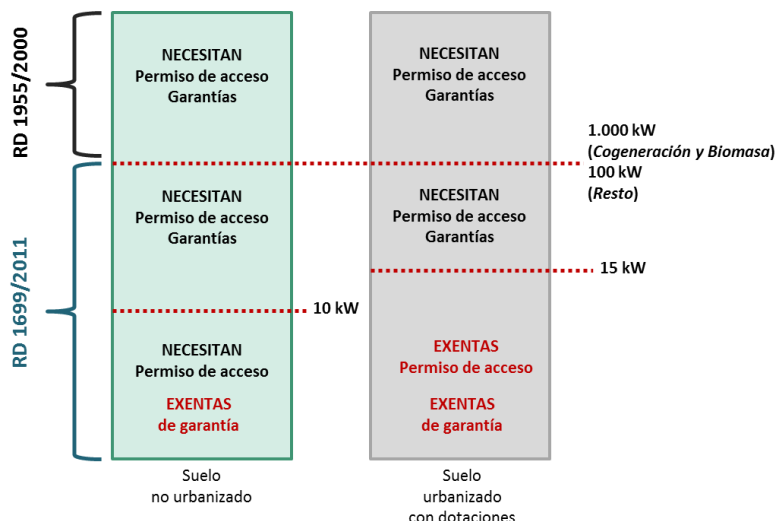 RD 1955/2000
NECESITAN
Permiso de acceso
Garantías
NECESITAN
Permiso de acceso
Garantías
1.000 kW
(Cogeneración y Biomasa)
100 kW
(Resto)
RD 1699/2011
NECESITAN
Permiso de acceso
Garantías
NECESITAN
Permiso de acceso
Garantías
15 kW
10 kW
NECESITAN
Permiso de acceso
EXENTAS
de garantía
EXENTAS
Permiso de acceso
EXENTAS
de garantía
Suelo
no urbanizado
Suelo
urbanizado
con dotaciones